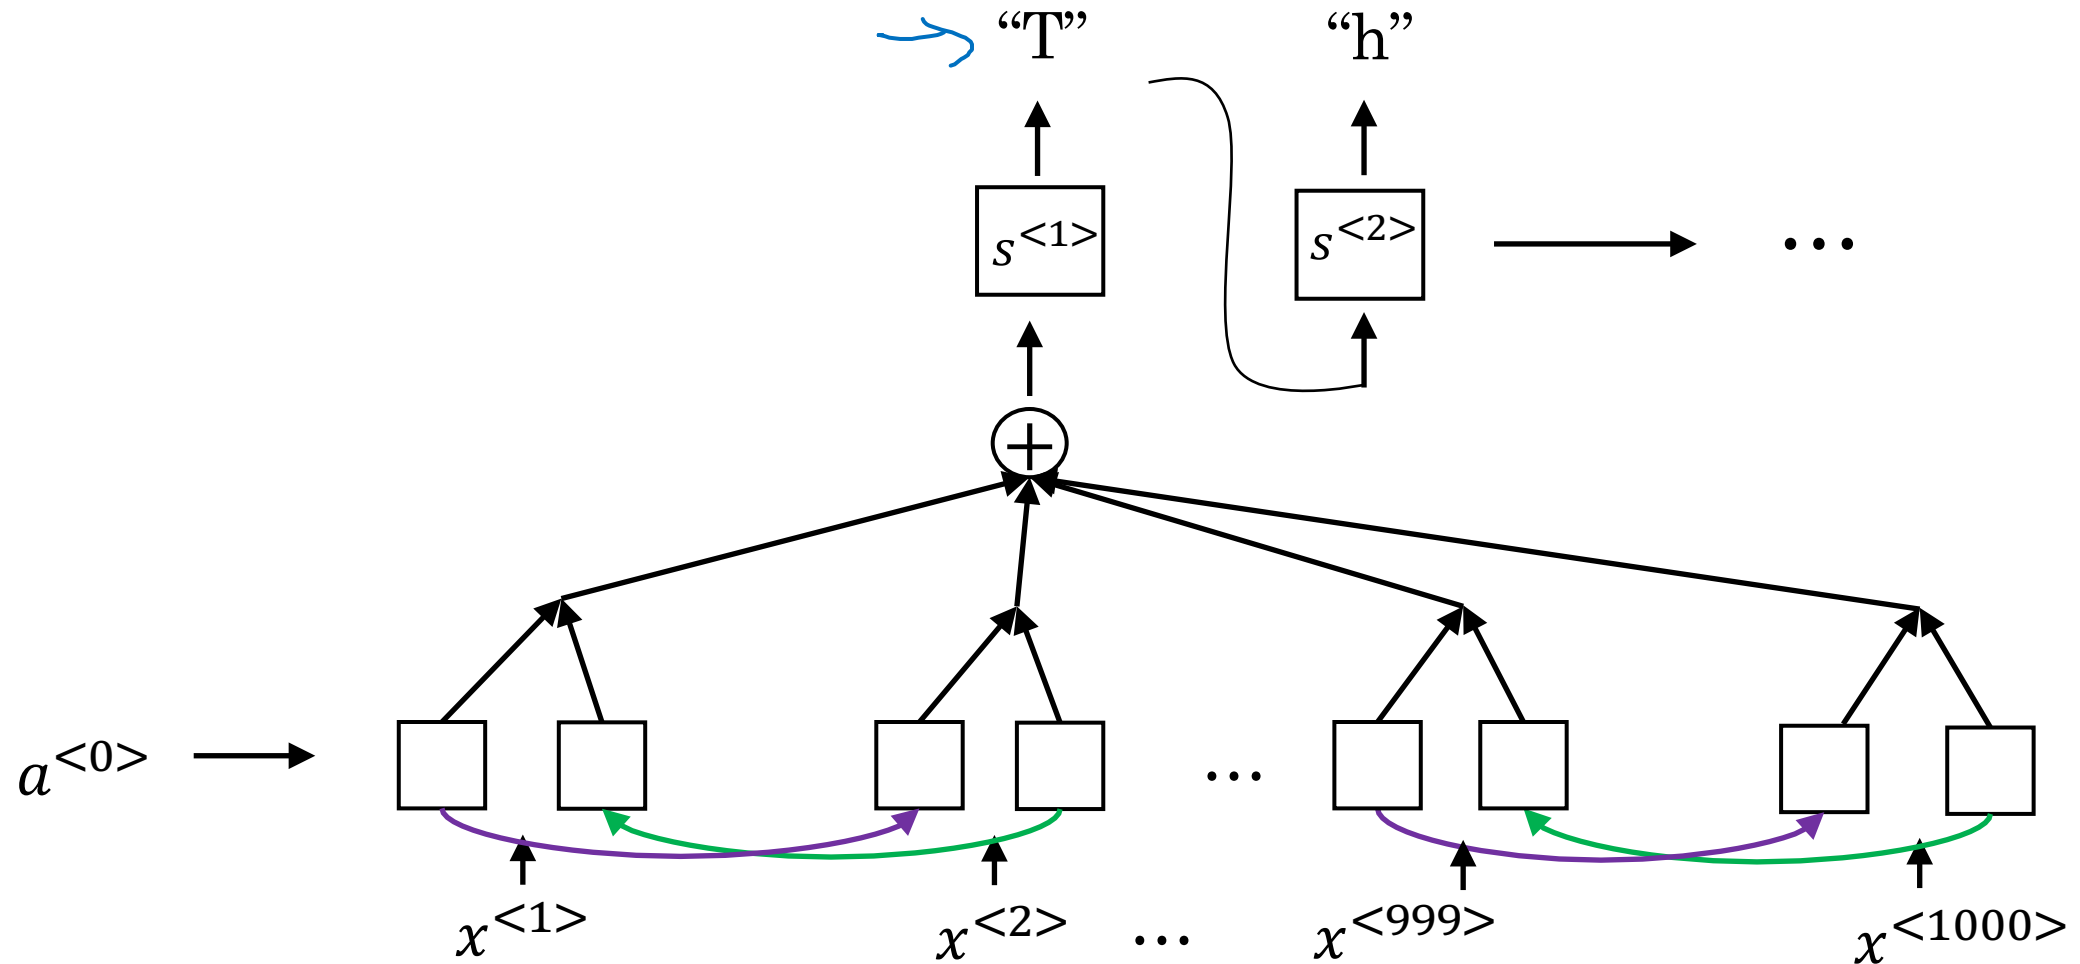 “T” “h”
s<1> s<2> ...
+
a<0> ...
x<1> x<2> ... x<999> x<1000>